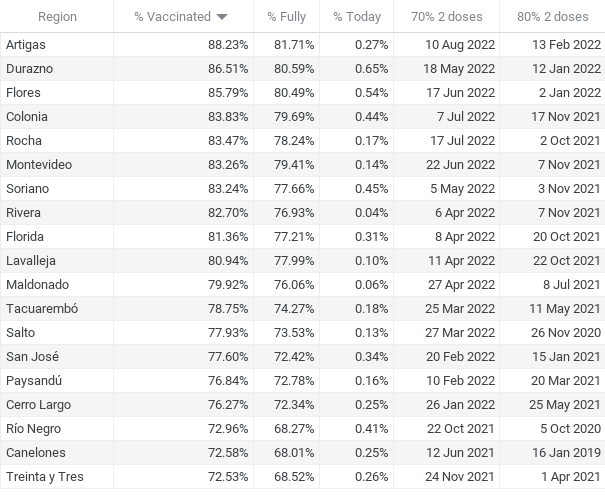 Region % Vaccinated % Fully % Today 70% 2 doses 80% 2 doses
Artigas 88.23% 81.71% 0.27% 10 Aug 2022 13 Feb 2022
Durazno 86.51% 80.59% 0.65% 18 May 2022 12 Jan 2022
Flores 85.79% 80.49% 0.54% 17 Jun 2022 2 Jan 2022
Colonia 83.83% 79.69% 0.44% 7 Jul 2022 17 Nov 2021
Rocha 83.47% 78.24% 0.17% 17 Jul 2022 2 Oct 2021
Montevideo 83.26% 79.41% 0.14% 22 Jun 2022 7 Nov 2021
Soriano 83.24% 77.66% 0.45% 5 May 2022 3 Nov 2021
Rivera 82.70% 76.93% 0.04% 6 Apr 2022 7 Nov 2021
Florida 81.36% 77.21% 0.31% 8 Apr 2022 20 Oct 2021
Lavalleja 80.94% 77.99% 0.10% 11 Apr 2022 22 Oct 2021
Maldonado 79.92% 76.06% 0.06% 27 Apr 2022 8 Jul 2021
Tacuarembó 78.75% 74.27% 0.18% 25 Mar 2022 11 May 2021
Salto 77.93% 73.53% 0.13% 27 Mar 2022 26 Nov 2020
San José 77.60% 72.42% 0.34% 20 Feb 2022 15 Jan 2021
Paysandú 76.84% 72.78% 0.16% 10 Feb 2022 20 Mar 2021
Cerro Largo 76.27% 72.34% 0.25% 26 Jan 2022 25 May 2021
Río Negro 72.96% 68.27% 0.41% 22 Oct 2021 5 Oct 2020
Canelones 72.58% 68.01% 0.25% 12 Jun 2021 16 Jan 2019
Treinta y Tres 72.53% 68.52% 0.26% 24 Nov 2021 1 Apr 2021